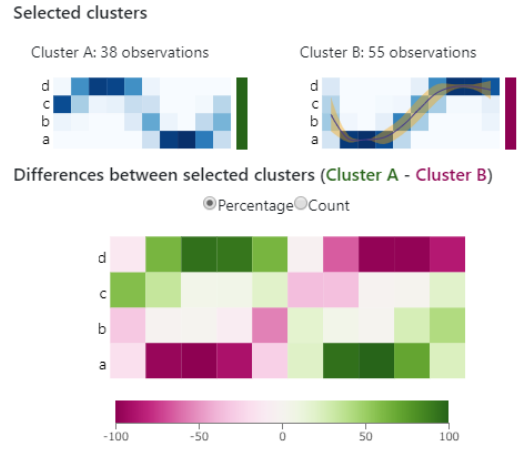 Selected clusters
Cluster A: 38 observations
Cluster B: 55 observations
d
c
b
a
d
c
b
a
Differences between selected clusters (Cluster A - Cluster B)
Percentage Count
d
c
b
a
-100 -50 0 50 100